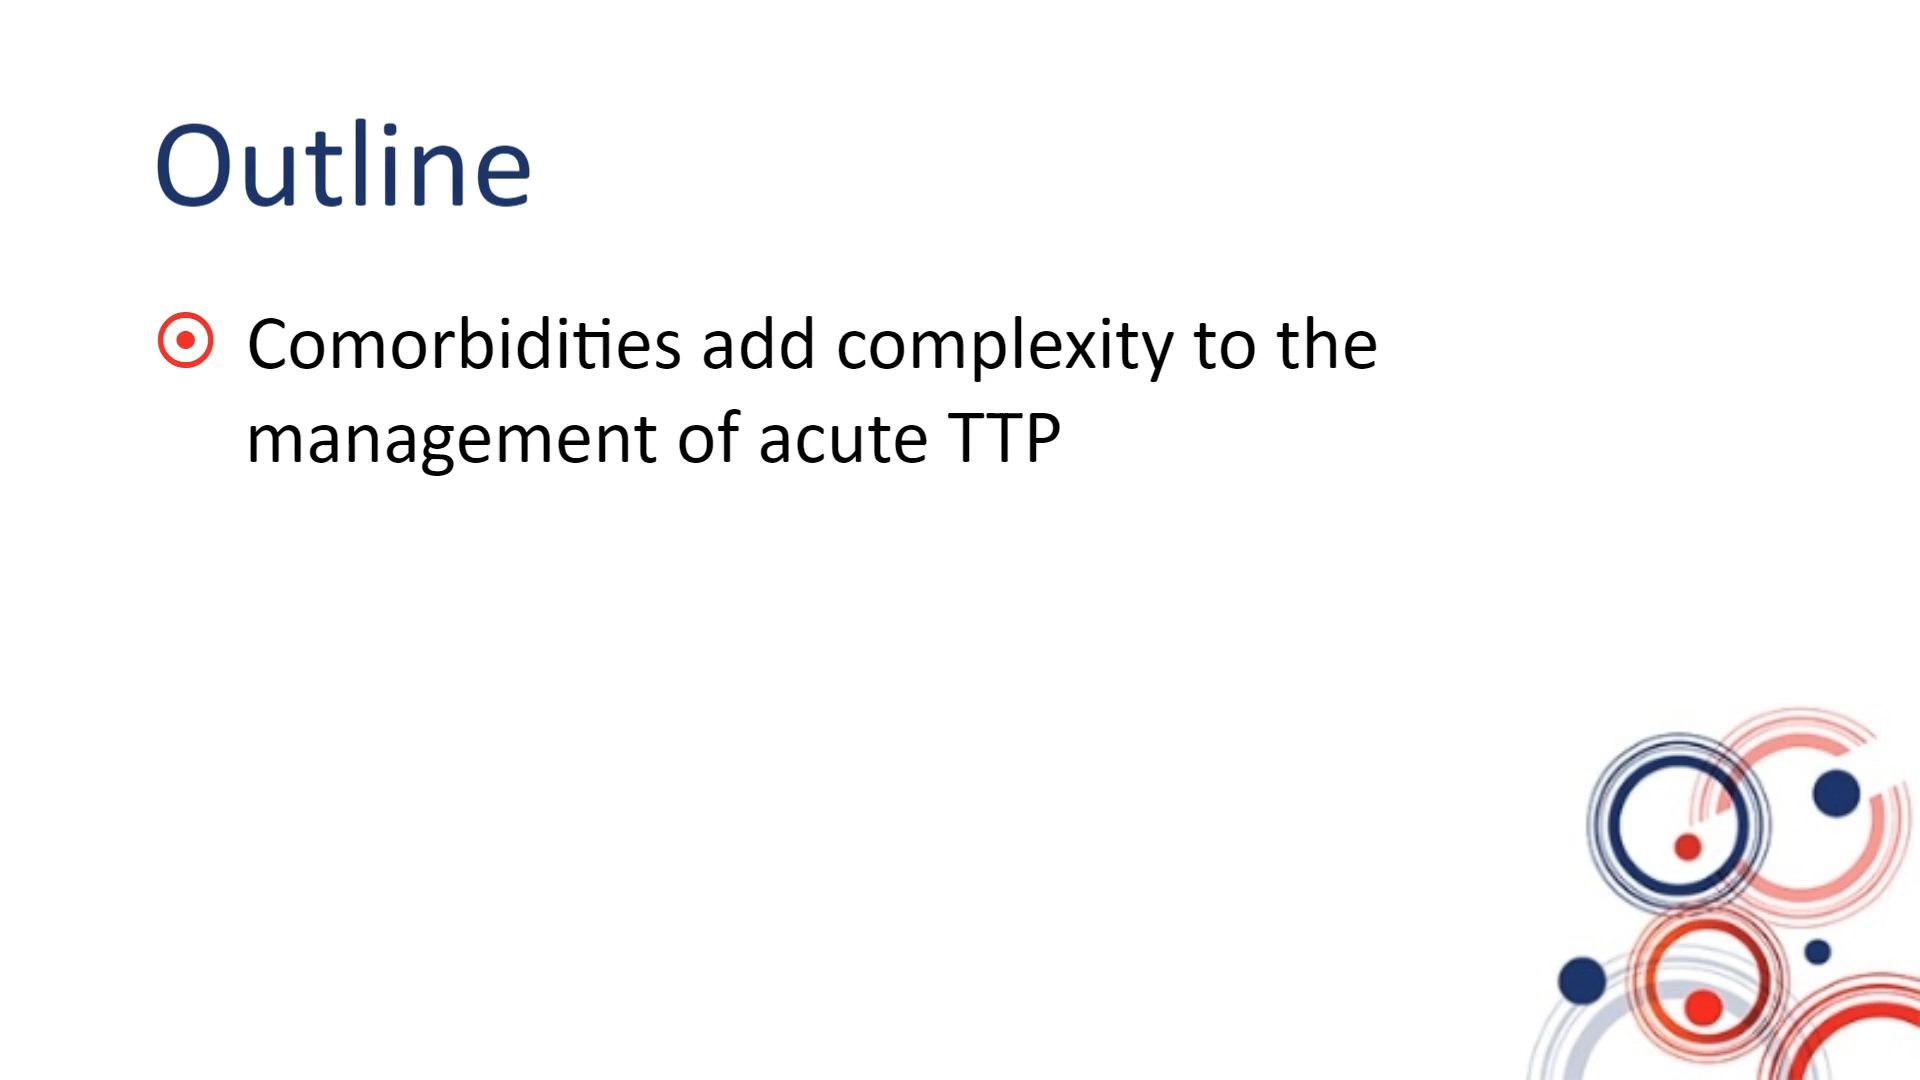 Outline
Comorbidities add complexity to the
management of acute TTP